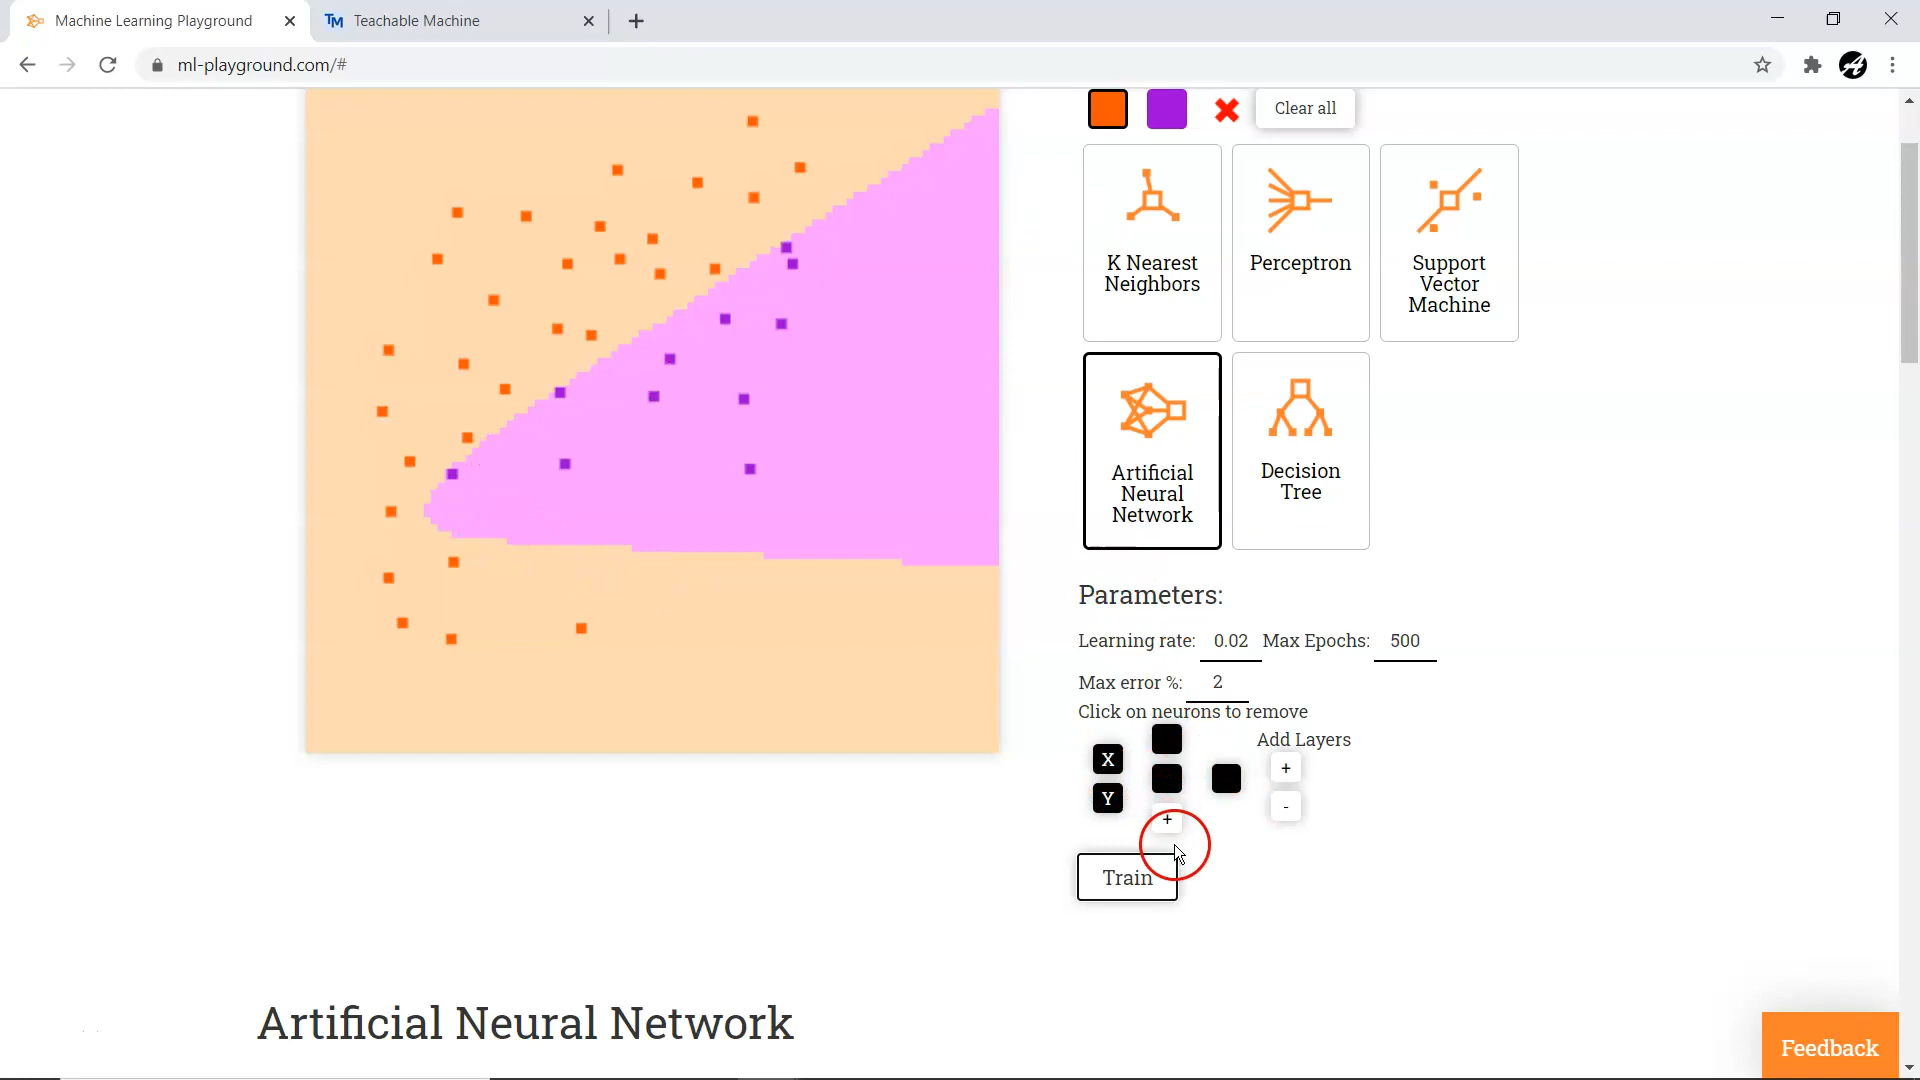 Machine Learning Playground
TM Teachable Machine
ml-playground.com/#
Clear all
K Nearest
Neighbors
Perceptron
Support
Vector
Machine
Artificial
Neural
Network
Decision
Tree
Parameters:
Learning rate: 0.02 Max Epochs: 500
Max error %: 2
Click on neurons to remove
Add Layers
X
+
Y
-
+
Train
Artificial Neural Network
Feedback